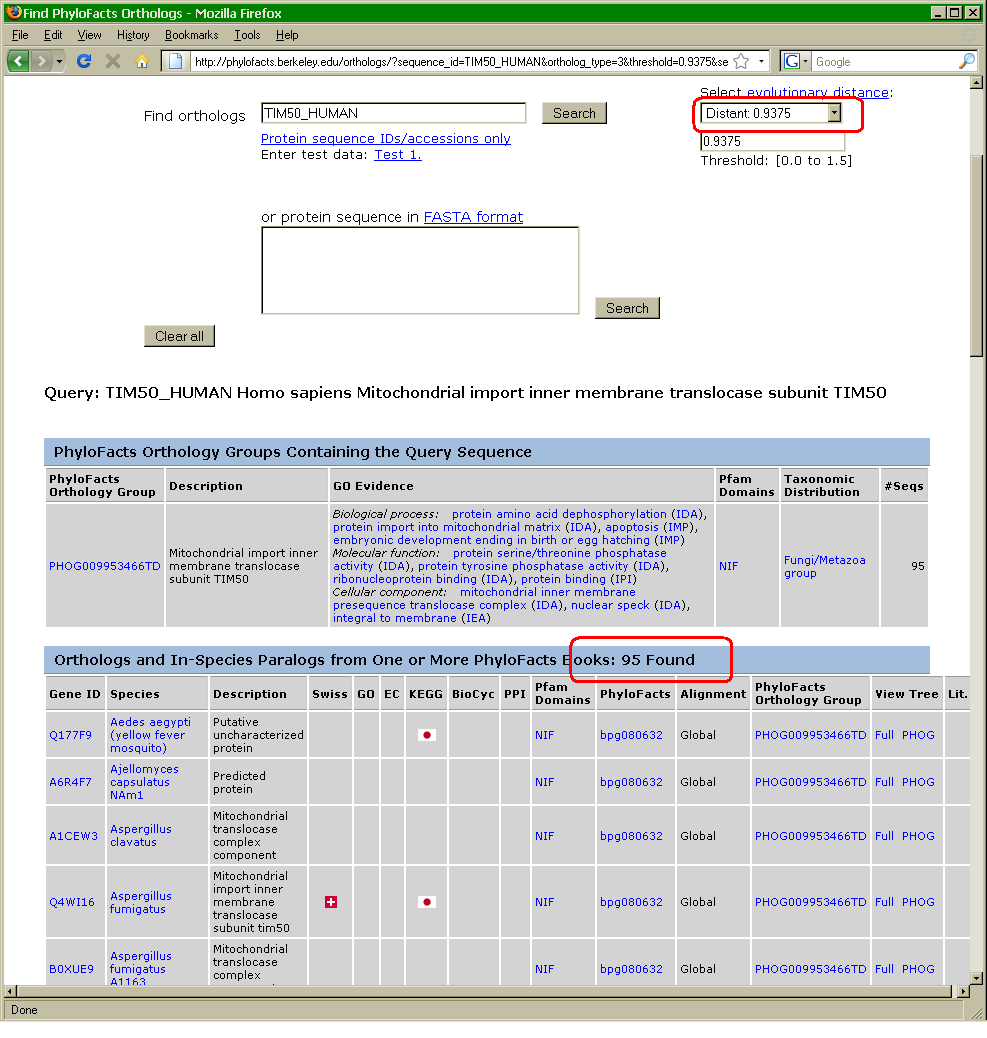 Find PhyloFacts Orthologs - Mozilla Firefox
File Edit View History Bookmarks Tools Help
http://phylofacts.berkeley.edu/orthologs/?sequence_id=TIM50_HUMAN&ortholog_type=3&threshold=0.9375&se
G Google
Select evolutionary distance:
Find orthologs TIM50_HUMAN Search Distant: 0.9375
Protein sequence IDs/accessions only 0.9375
Enter test data: Test 1. Threshold: [0.0 to 1.5]
or protein sequence in FASTA format
Search
Clear all
Query: TIM50_HUMAN Homo sapiens Mitochondrial import inner membrane translocase subunit TIM50
PhyloFacts Orthology Groups Containing the Query Sequence
PhyloFacts Orthology Group Description GO Evidence Pfam Domains Taxonomic Distribution #Seqs
PHOG009953466TD
Mitochondrial import inner
membrane translocase
subunit TIM50
Biological process: protein amino acid dephosphorylation (IDA),
protein import into mitochondrial matrix (IDA), apoptosis (IMP),
embryonic development ending in birth or egg hatching (IMP)
Molecular function: protein serine/threonine phosphatase
activity (IDA), protein tyrosine phosphatase activity (IDA),
ribonucleoprotein binding (IDA), protein binding (IPI)
Cellular component: mitochondrial inner membrane
presequence translocase complex (IDA), nuclear speck (IDA),
integral to membrane (IEA)
NIF
Fungi/Metazoa
group
95
Orthologs and In-Species Paralogs from One or More PhyloFacts Books: 95 Found
Gene ID Species Description Swiss GO EC KEGG BioCyc PPI Pfam Domains PhyloFacts Alignment PhyloFacts Orthology Group View Tree Lit.
Q177F9 Aedes aegypti (yellow fever mosquito) Putative uncharacterized protein NIF bpg080632 Global PHOG009953466TD Full PHOG
A6R4F7 Ajellomyces capsulatus NAm1 Predicted protein NIF bpg080632 Global PHOG009953466TD Full PHOG
A1CEW3 Aspergillus clavatus Mitochondrial translocase complex component NIF bpg080632 Global PHOG009953466TD Full PHOG
Q4WI16 Aspergillus fumigatus Mitochondrial import inner membrane translocase subunit tim50 NIF bpg080632 Global PHOG009953466TD Full PHOG
B0XUE9 Aspergillus fumigatus A1163 Mitochondrial translocase complex NIF bpg080632 Global PHOG009953466TD Full PHOG
Done